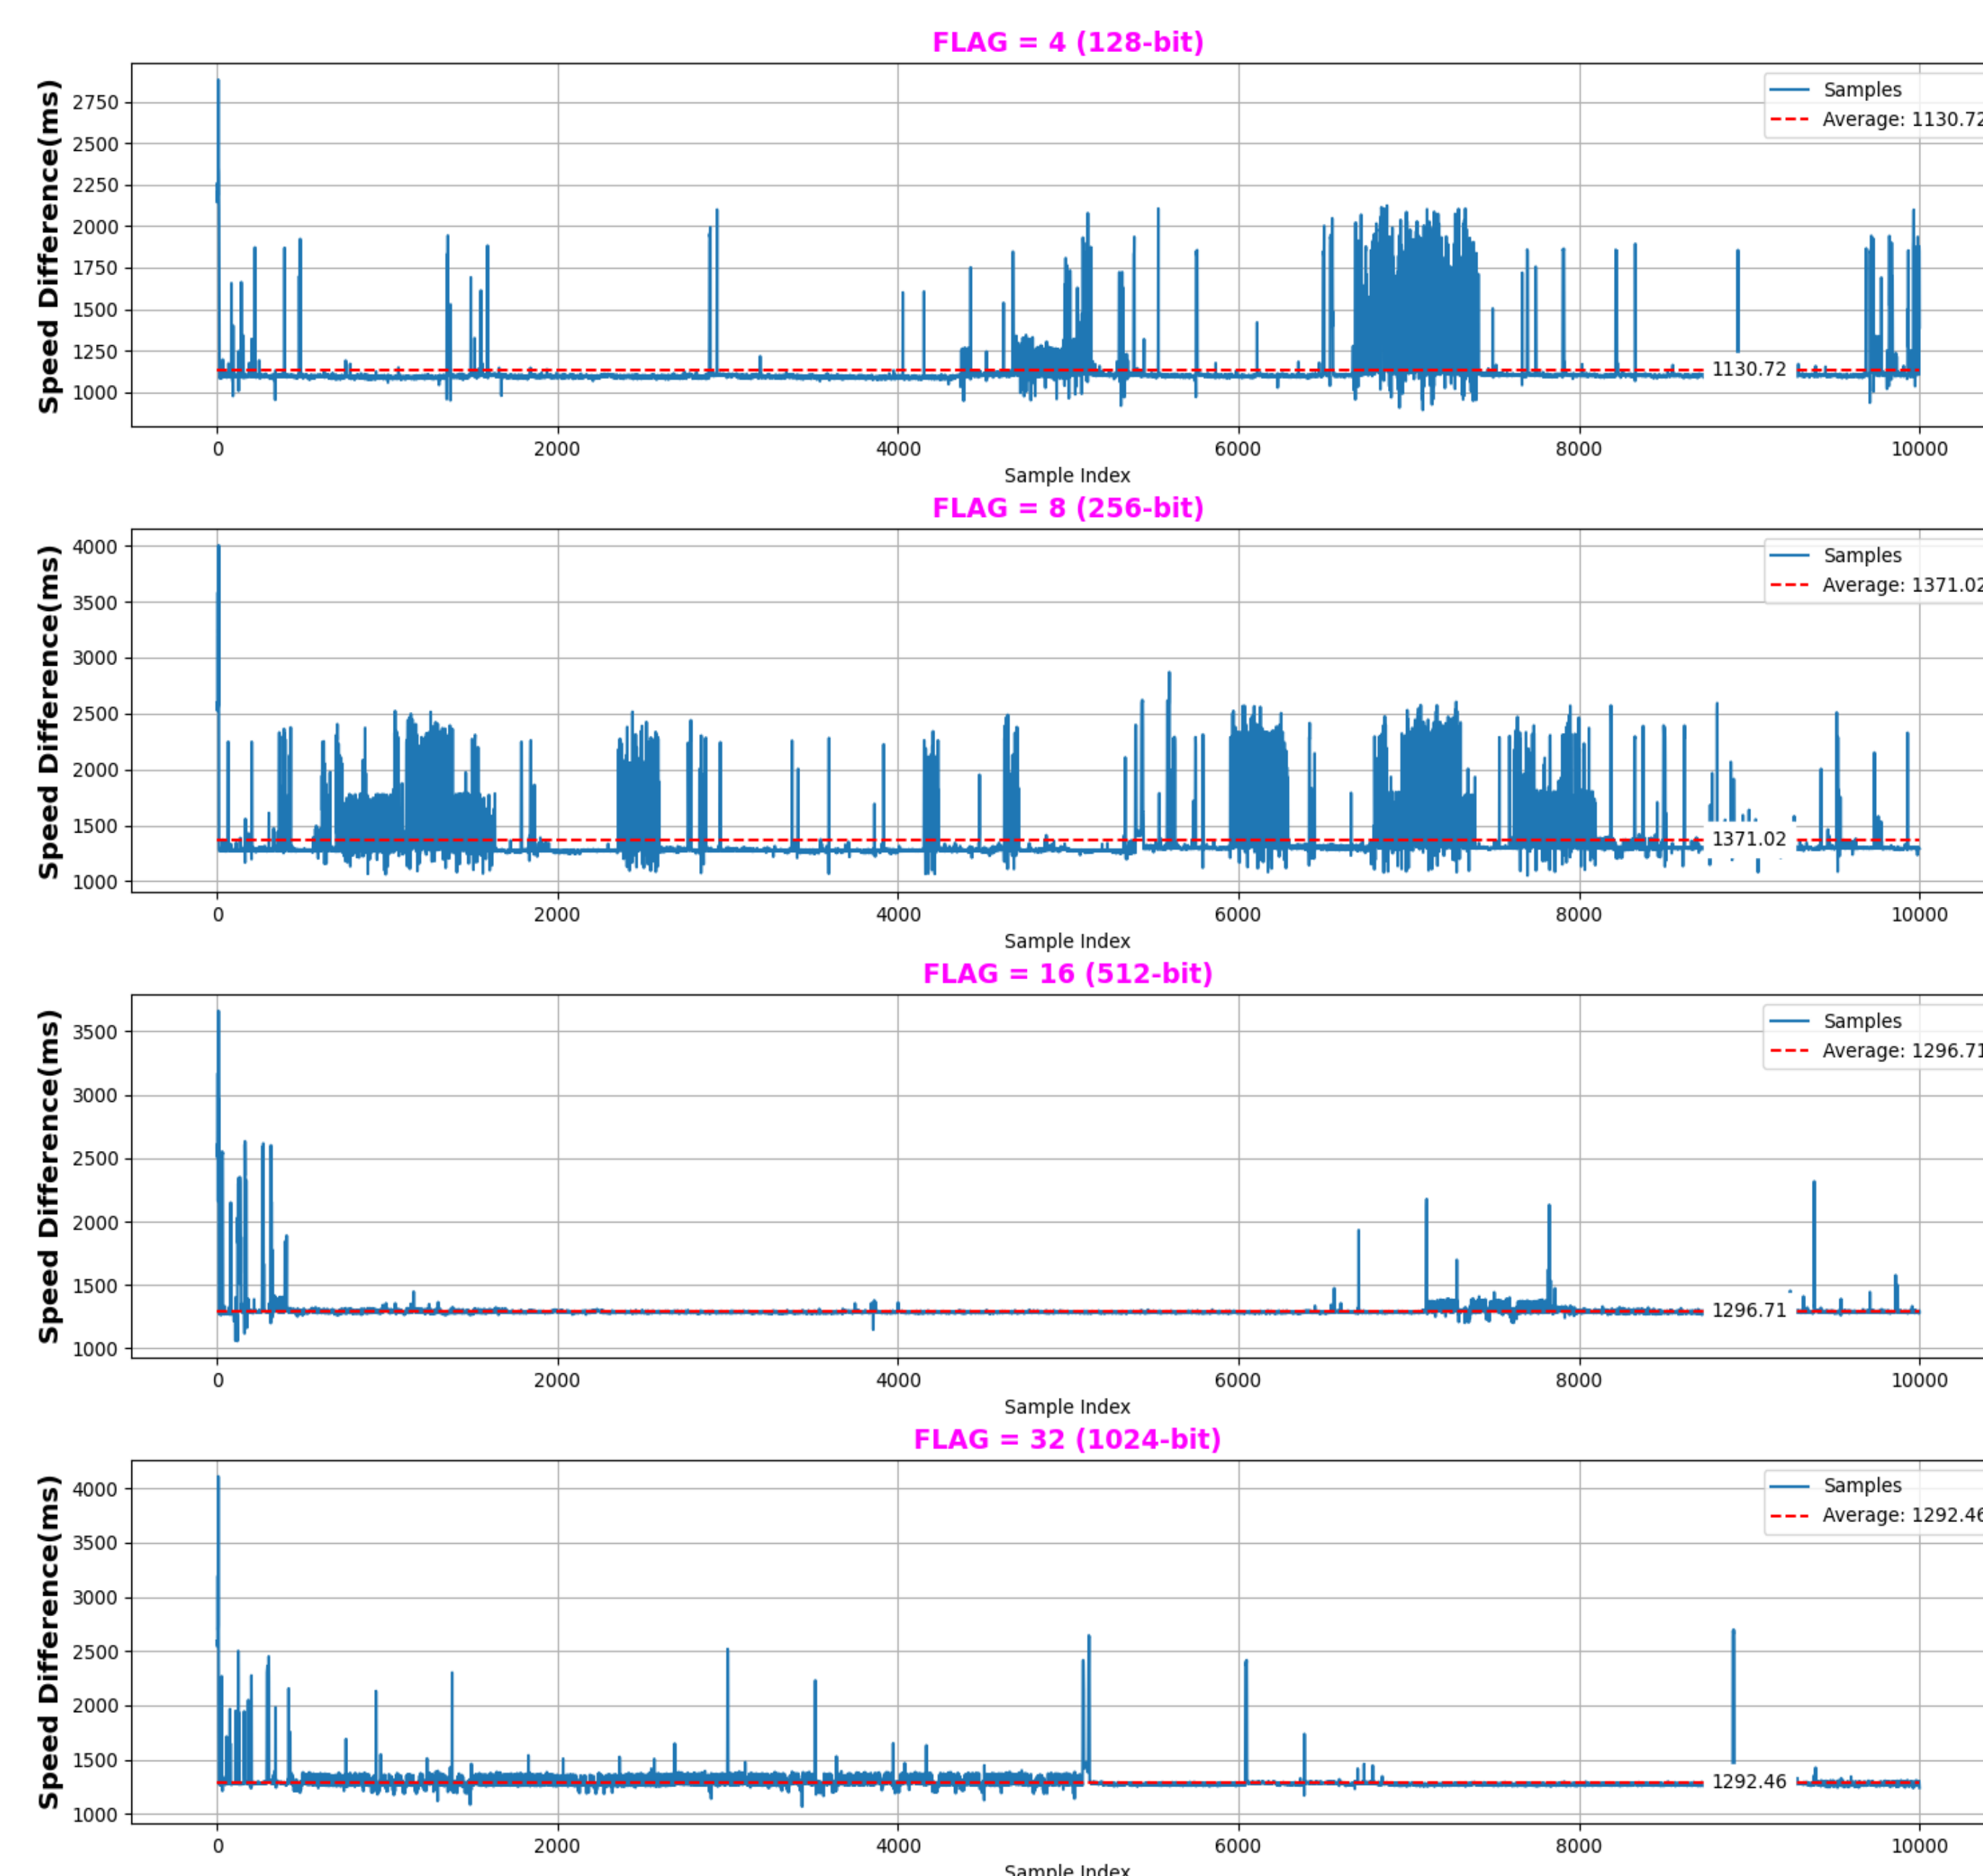 FLAG = 4 (128-bit)
Speed Difference(ms)
2750
2500
2250
2000
1750
1500
1250
1000
Samples
Average: 1130.72
1130.72
0 2000 4000 6000 8000 10000
Sample Index
FLAG = 8 (256-bit)
Speed Difference(ms)
4000
3500
3000
2500
2000
1500
1000
Samples
Average: 1371.02
1371.02
0 2000 4000 6000 8000 10000
Sample Index
FLAG = 16 (512-bit)
Speed Difference(ms)
3500
3000
2500
2000
1500
1000
Samples
Average: 1296.71
1296.71
0 2000 4000 6000 8000 10000
Sample Index
FLAG = 32 (1024-bit)
Speed Difference(ms)
4000
3500
3000
2500
2000
1500
1000
Samples
Average: 1292.46
1292.46
0 2000 4000 6000 8000 10000
Sample Index